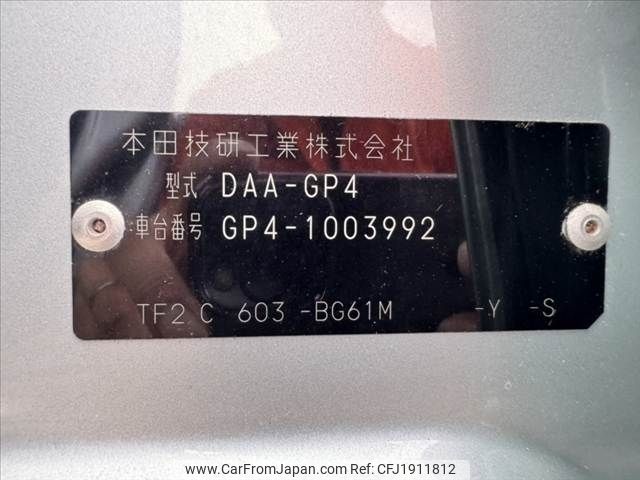 本田技研工業株式会社
型式 DAA-GP4
車台番号 GP4-1003992
TF2 C 603 -BG61M -Y -S
www.CarFromJapan.com CFJ1911812